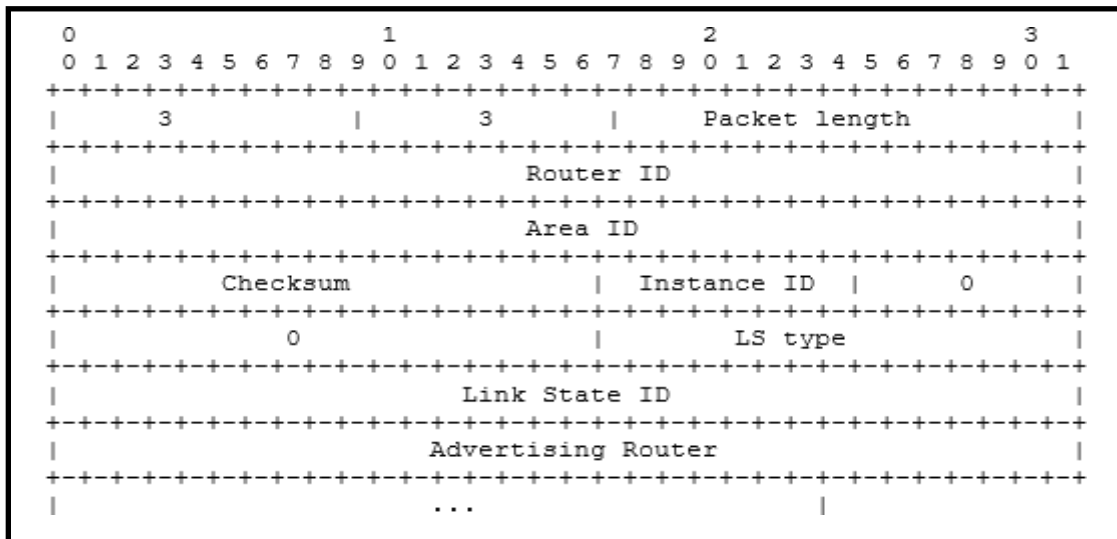 0                   1                   2                   3
0 1 2 3 4 5 6 7 8 9 0 1 2 3 4 5 6 7 8 9 0 1 2 3 4 5 6 7 8 9 0 1
+-+-+-+-+-+-+-+-+-+-+-+-+-+-+-+-+-+-+-+-+-+-+-+-+-+-+-+-+-+-+-+-+
|      3           |       3       |     Packet length          |
+-+-+-+-+-+-+-+-+-+-+-+-+-+-+-+-+-+-+-+-+-+-+-+-+-+-+-+-+-+-+-+-+
|                             Router ID                         |
+-+-+-+-+-+-+-+-+-+-+-+-+-+-+-+-+-+-+-+-+-+-+-+-+-+-+-+-+-+-+-+-+
|                             Area ID                           |
+-+-+-+-+-+-+-+-+-+-+-+-+-+-+-+-+-+-+-+-+-+-+-+-+-+-+-+-+-+-+-+-+
|          Checksum               |  Instance ID  |      0      |
+-+-+-+-+-+-+-+-+-+-+-+-+-+-+-+-+-+-+-+-+-+-+-+-+-+-+-+-+-+-+-+-+
|              0                  |        LS type              |
+-+-+-+-+-+-+-+-+-+-+-+-+-+-+-+-+-+-+-+-+-+-+-+-+-+-+-+-+-+-+-+-+
|                         Link State ID                         |
+-+-+-+-+-+-+-+-+-+-+-+-+-+-+-+-+-+-+-+-+-+-+-+-+-+-+-+-+-+-+-+-+
|                       Advertising Router                      |
+-+-+-+-+-+-+-+-+-+-+-+-+-+-+-+-+-+-+-+-+-+-+-+-+-+-+-+-+-+-+-+-+
|                       ...                     |